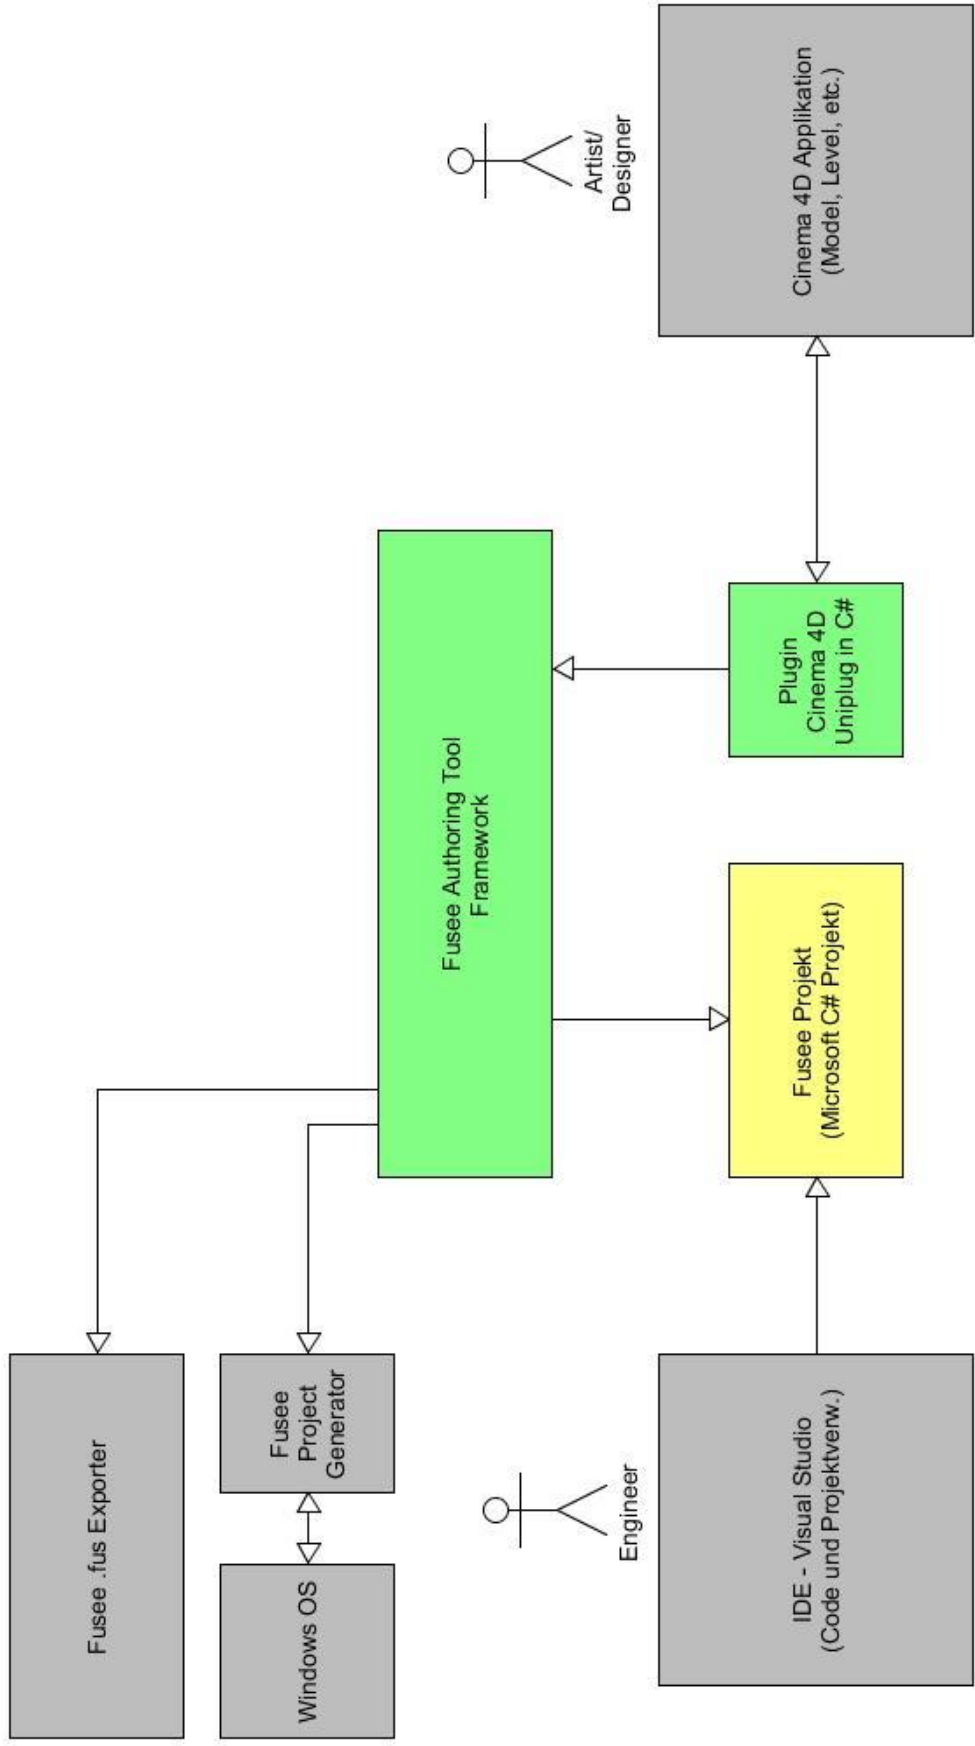 Fusee .fus Exporter
Windows OS
Fusee
Project
Generator
Fusee Authoring Tool
Framework
Engineer
Artist/
Designer
IDE - Visual Studio
(Code und Projektverw.)
Fusee Projekt
(Microsoft C# Projekt)
Plugin
Cinema 4D
Uniplug in C#
Cinema 4D Applikation
(Model, Level, etc.)